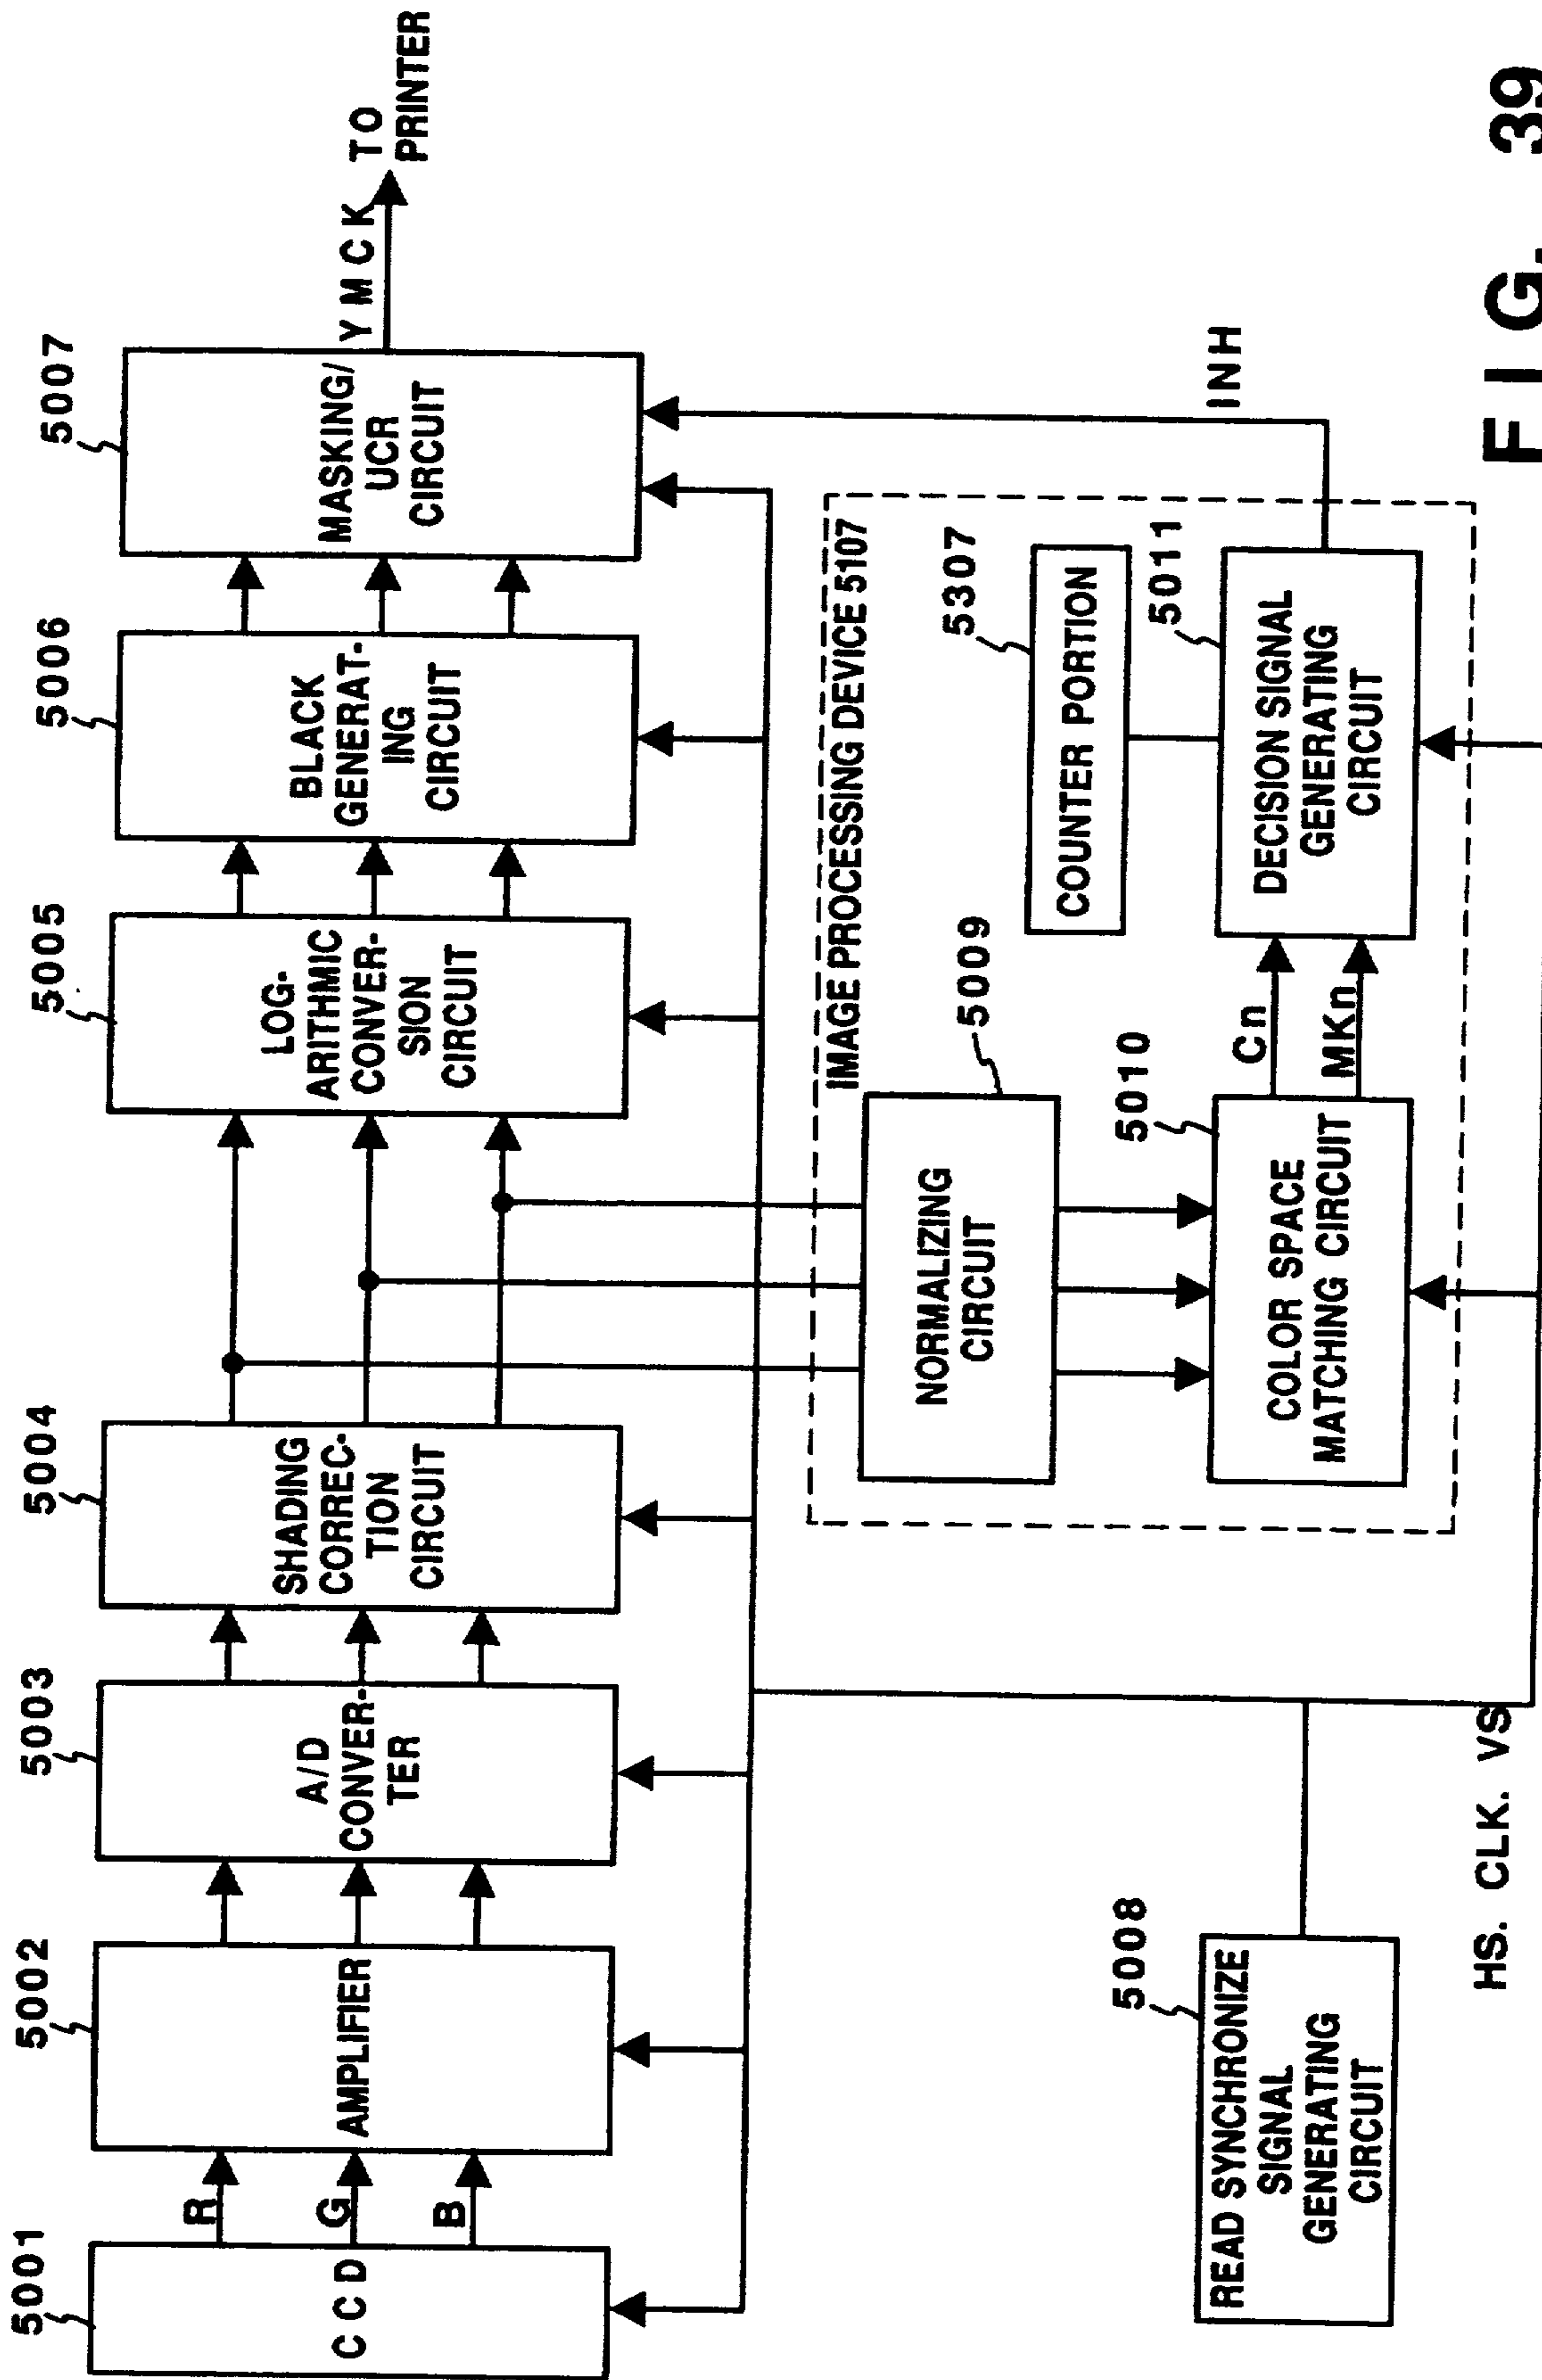 5001
C C D
R
G
B
5002
AMPLIFIER
5003
A/D
CONVER-
TER
5004
SHADING
CORREC-
TION
CIRCUIT
5005
LOG-
ARITHMIC
CONVER-
SION
CIRCUIT
5006
BLACK
GENERAT-
ING
CIRCUIT
5007
MASKING/
UCR
CIRCUIT
Y M C K TO
PRINTER
IMAGE PROCESSING DEVICE 5107
5009
NORMALIZING
CIRCUIT
5307
COUNTER PORTION
5010
COLOR SPACE
MATCHING CIRCUIT
Cn
MKn
5011
DECISION SIGNAL
GENERATING
CIRCUIT
INH
5008
READ SYNCHRONIZE
SIGNAL
GENERATING
CIRCUIT
HS. CLK. VS
FIG. 39